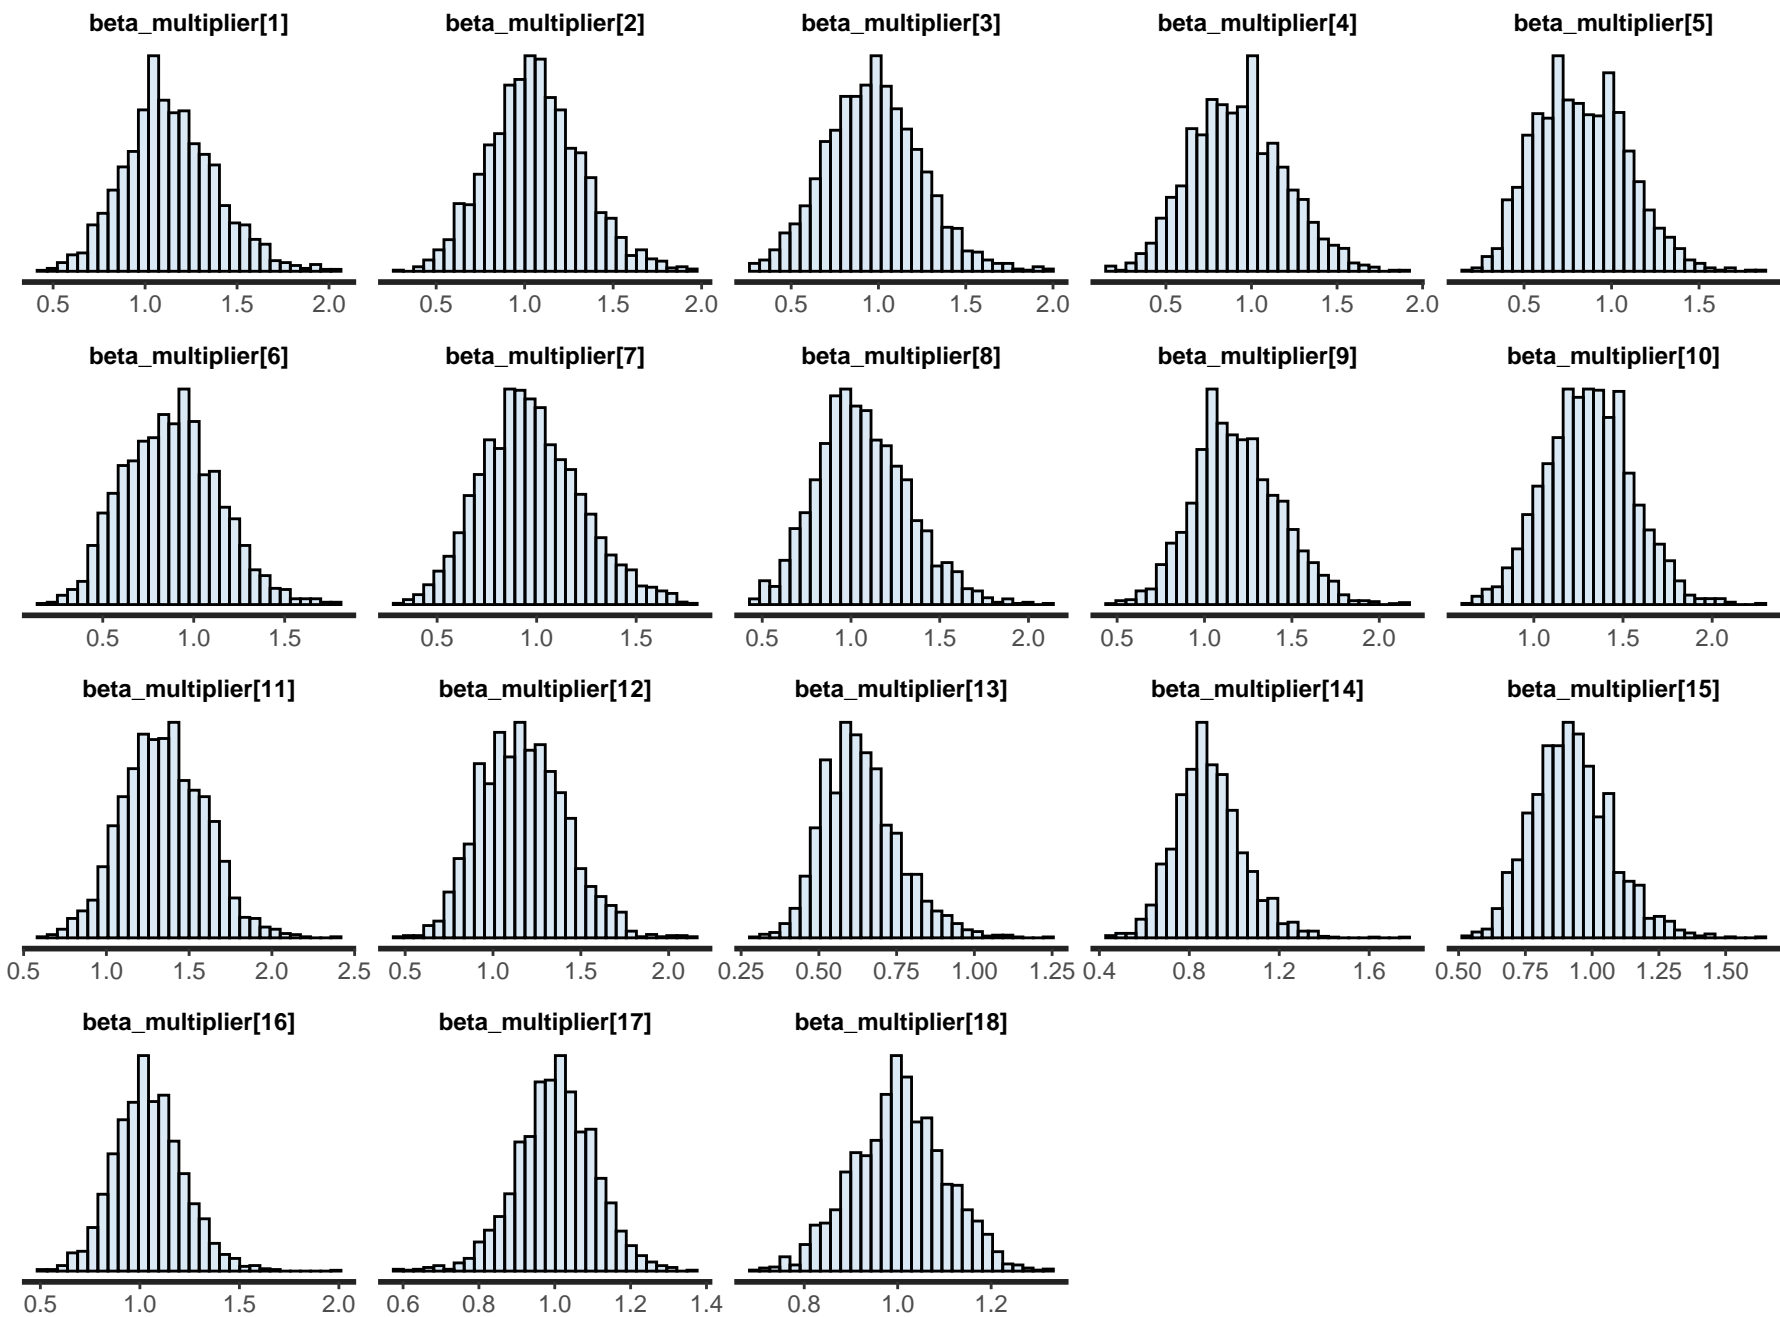 beta_multiplier[1] beta_multiplier[2] beta_multiplier[3] beta_multiplier[4] beta_multiplier[5]
0.5 1.0 1.5 2.0 0.5 1.0 1.5 2.0 0.5 1.0 1.5 2.0 0.5 1.0 1.5 2.0 0.5 1.0 1.5
beta_multiplier[6] beta_multiplier[7] beta_multiplier[8] beta_multiplier[9] beta_multiplier[10]
0.5 1.0 1.5 0.5 1.0 1.5 0.5 1.0 1.5 2.0 0.5 1.0 1.5 2.0 1.0 1.5 2.0
beta_multiplier[11] beta_multiplier[12] beta_multiplier[13] beta_multiplier[14] beta_multiplier[15]
0.5 1.0 1.5 2.0 2.5 0.5 1.0 1.5 2.0 0.25 0.50 0.75 1.00 1.25 0.4 0.8 1.2 1.6 0.50 0.75 1.00 1.25 1.50
beta_multiplier[16] beta_multiplier[17] beta_multiplier[18]
0.5 1.0 1.5 2.0 0.6 0.8 1.0 1.2 1.4 0.8 1.0 1.2